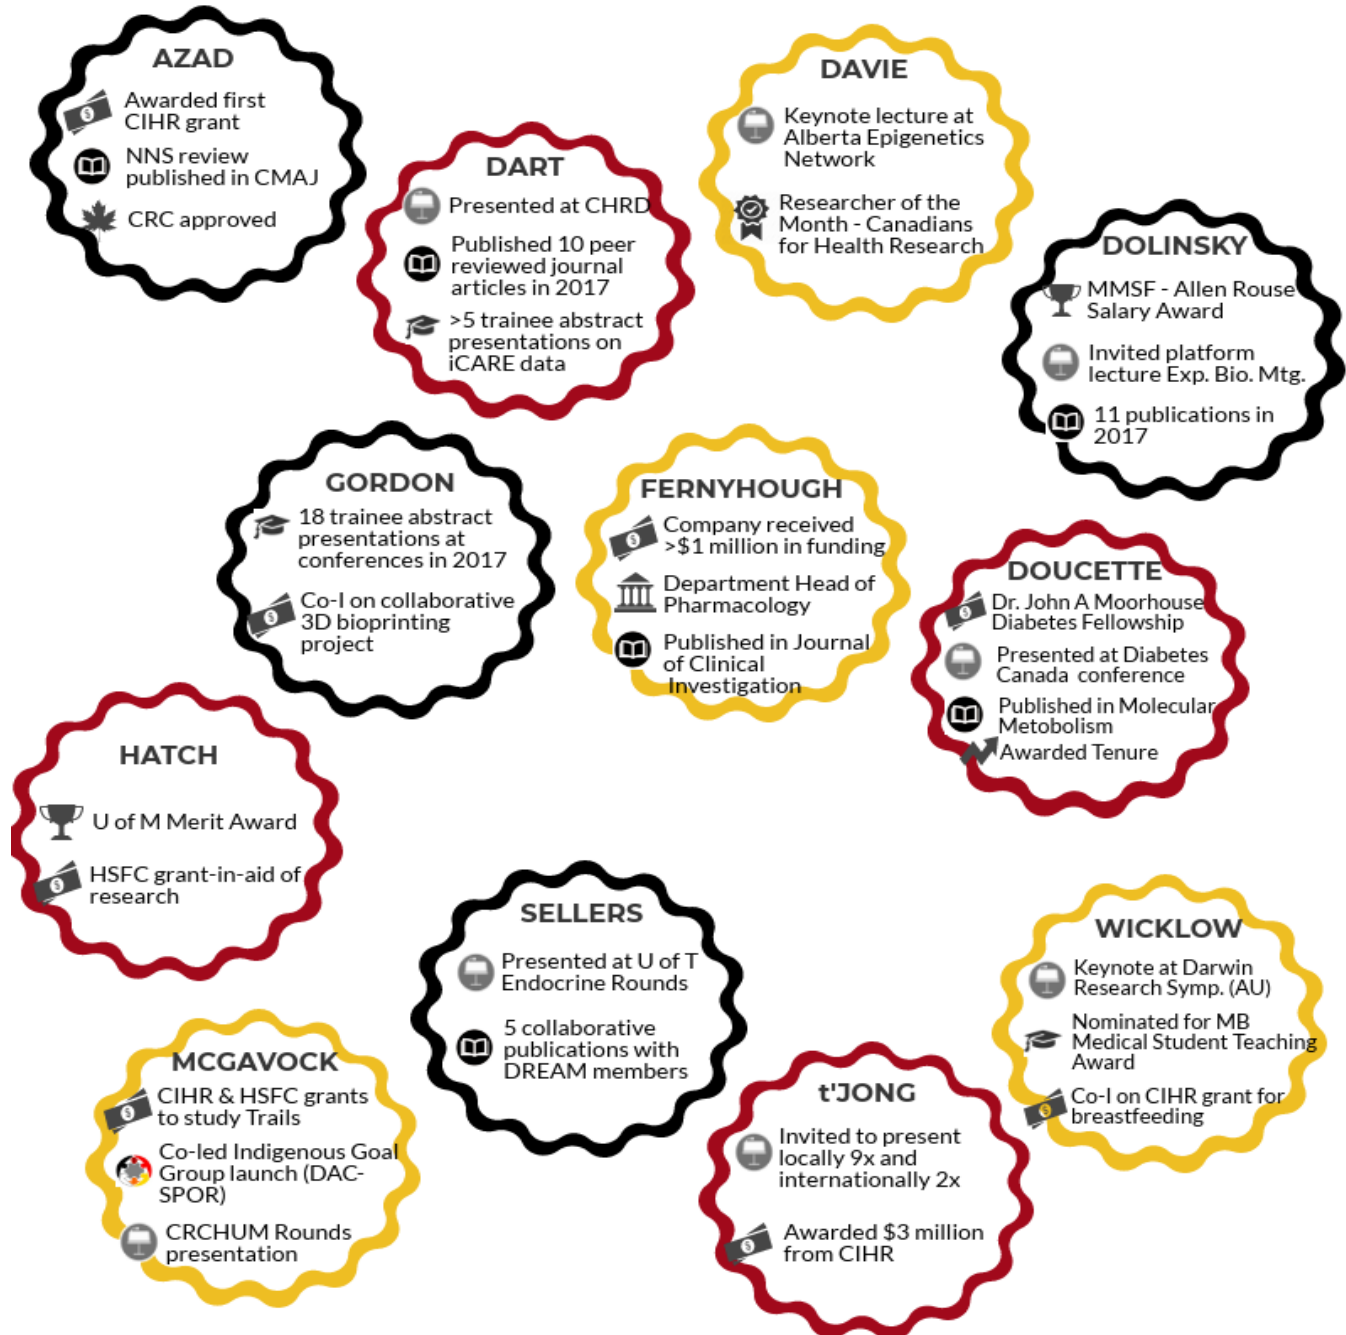 AZAD
Awarded first
CIHR grant
NNS review
published in CMAJ
CRC approved
DART
Presented at CHRD
Published 10 peer
reviewed journal
articles in 2017
>5 trainee abstract
presentations on
iCARE data
DAVIE
Keynote lecture at
Alberta Epigenetics
Network
Researcher of the
Month - Canadians
for Health Research
DOLINSKY
MMSF - Allen Rouse
Salary Award
Invited platform
lecture Exp. Bio. Mtg.
11 publications in
2017
GORDON
18 trainee abstract
presentations at
conferences in 2017
Co-I on collaborative
3D bioprinting
project
FERNYHOUGH
Company received
>$1 million in funding
Department Head of
Pharmacology
Published in Journal
of Clinical
Investigation
DOUCETTE
Dr. John A Moorhouse
Diabetes Fellowship
Presented at Diabetes
Canada conference
Published in Molecular
Metobolism
Awarded Tenure
HATCH
U of M Merit Award
HSFC grant-in-aid of
research
SELLERS
Presented at U of T
Endocrine Rounds
5 collaborative
publications with
DREAM members
WICKLOW
Keynote at Darwin
Research Symp. (AU)
Nominated for MB
Medical Student Teaching
Award
Co-I on CIHR grant for
breastfeeding
MCGAVOCK
CIHR & HSFC grants
to study Trails
Co-led Indigenous Goal
Group launch (DAC-
SPOR)
CRCHUM Rounds
presentation
t'JONG
Invited to present
locally 9x and
internationally 2x
Awarded $3 million
from CIHR